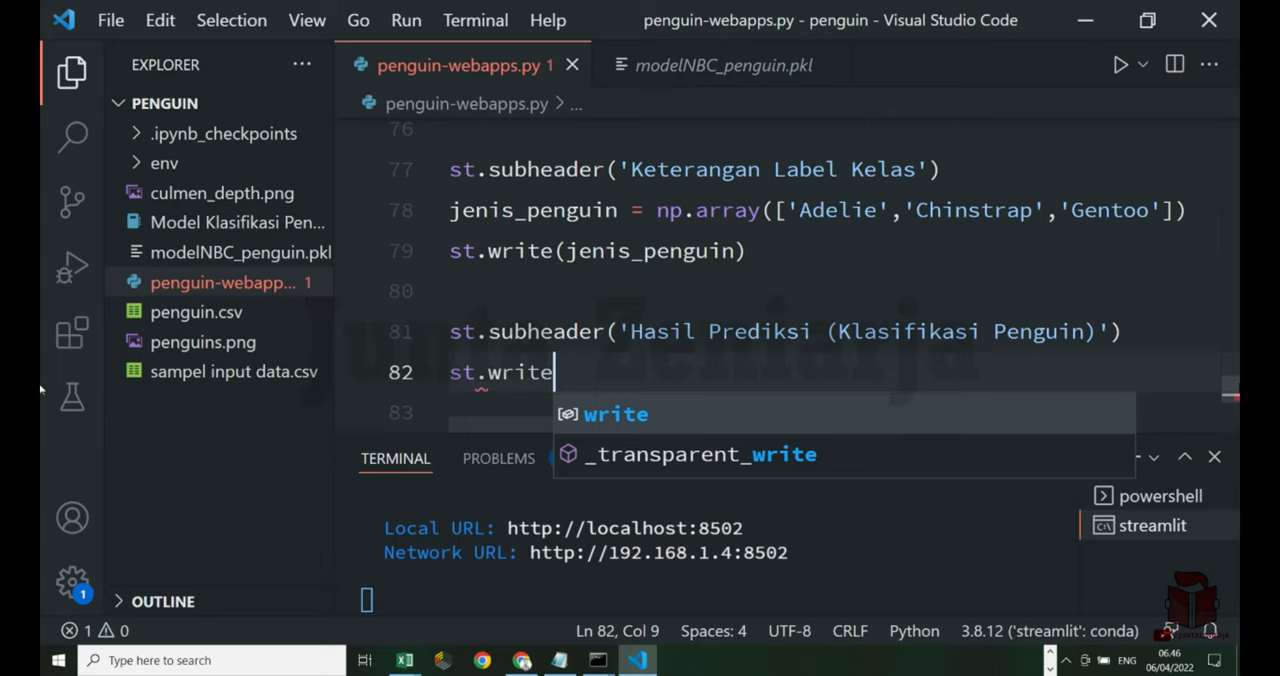 File Edit Selection View Go Run Terminal Help penguin-webapps.py - penguin - Visual Studio Code
EXPLORER
PENGUIN
.ipynb_checkpoints
env
culmen_depth.png
Model Klasifikasi Pen...
modelNBC_penguin.pkl
penguin-webapp... 1
penguin.csv
penguins.png
sampel input data.csv
OUTLINE
penguin-webapps.py 1 modelNBC_penguin.pkl
penguin-webapps.py > ...
76
77 st.subheader('Keterangan Label Kelas')
78 jenis_penguin = np.array(['Adelie','Chinstrap','Gentoo'])
79 st.write(jenis_penguin)
80
81 st.subheader('Hasil Prediksi (Klasifikasi Penguin)')
82 st.write
83
write
_transparent_write
TERMINAL PROBLEMS
powershell
streamlit
Local URL: http://localhost:8502
Network URL: http://192.168.1.4:8502
1
1 0 Ln 82, Col 9 Spaces: 4 UTF-8 CRLF Python 3.8.12 ('streamlit': conda)
Type here to search
ENG
06.46
06/04/2022